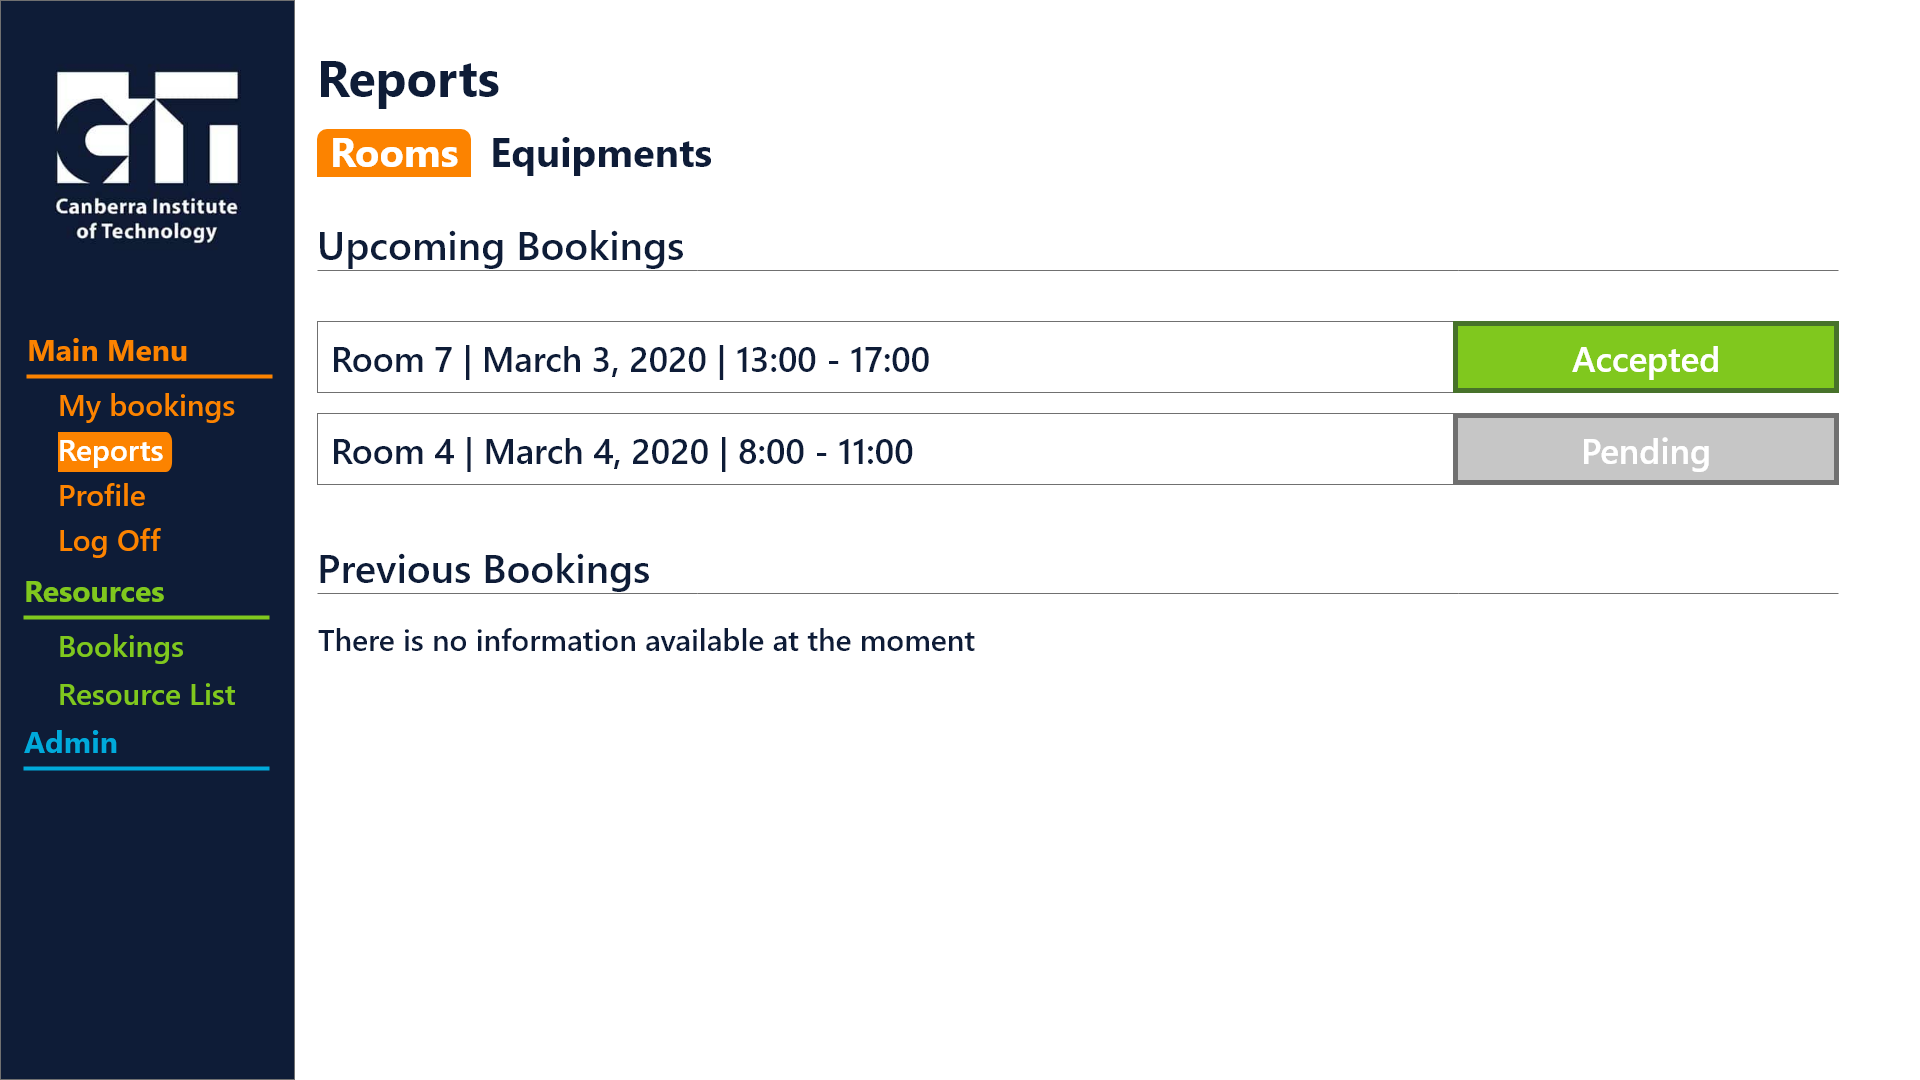 CIT
Canberra Institute
of Technology
Main Menu
My bookings
Reports
Profile
Log Off
Resources
Bookings
Resource List
Admin
Reports
Rooms Equipments
Upcoming Bookings
Room 7 | March 3, 2020 | 13:00 - 17:00 Accepted
Room 4 | March 4, 2020 | 8:00 - 11:00 Pending
Previous Bookings
There is no information available at the moment